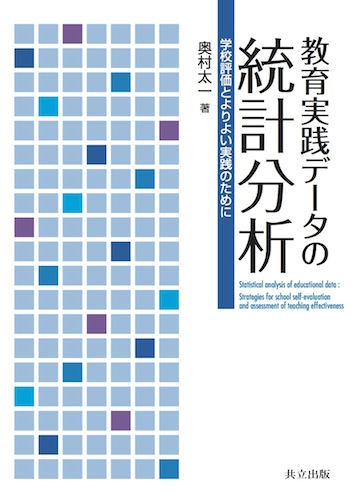 教育実践データの
統計分析
学校評価とよりよい実践のために
奥村太一 著
Statistical analysis of educational data :
Strategies for school self-evaluation
and assessment of teaching effectiveness
共立出版